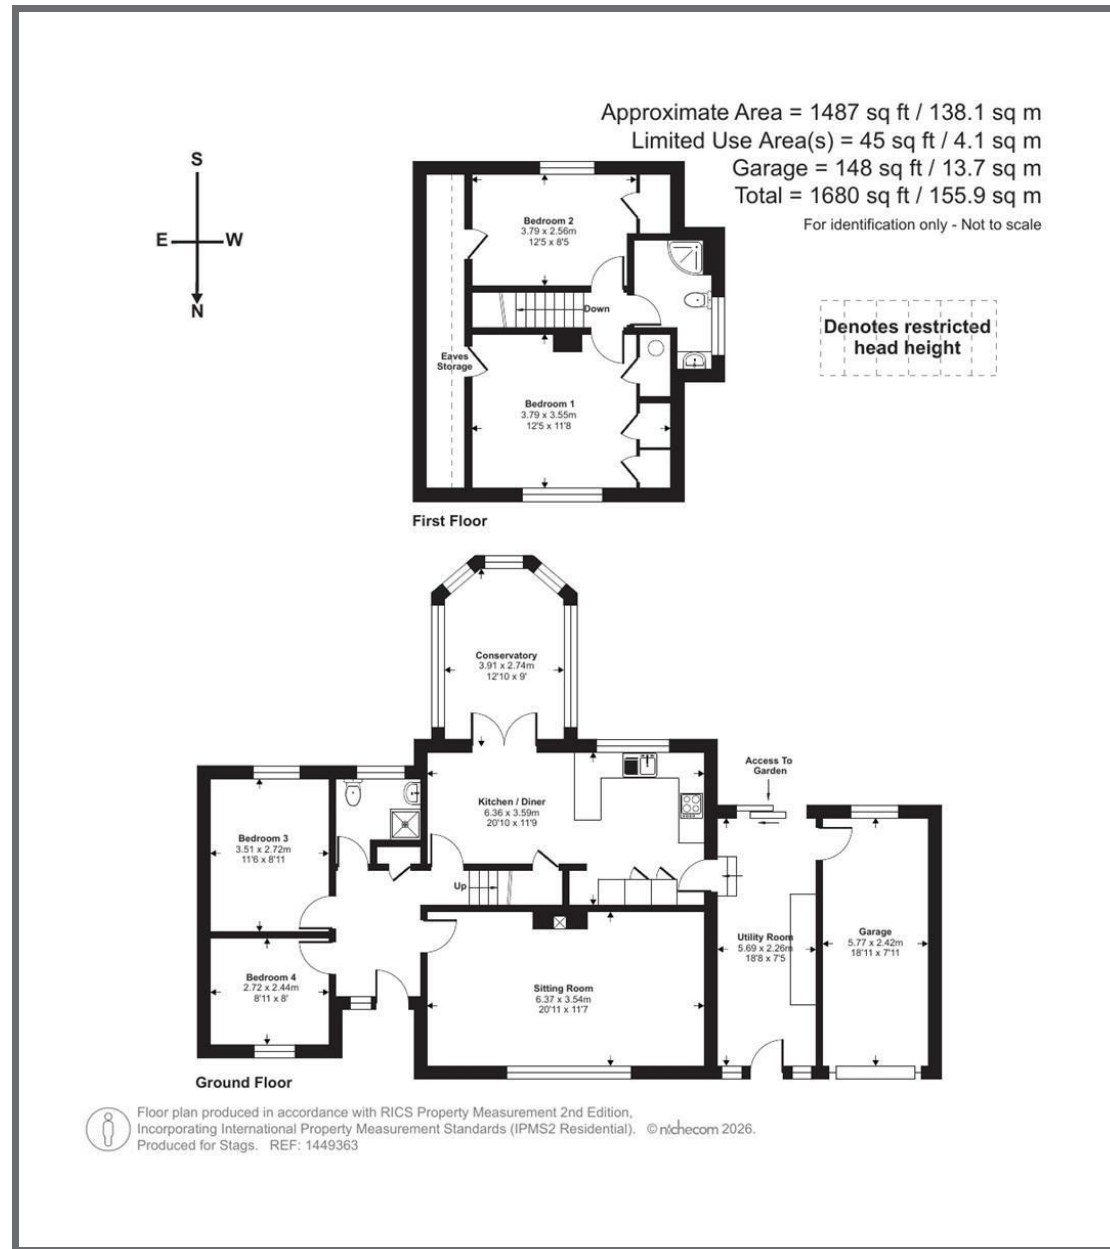 Approximate Area = 1487 sq ft / 138.1 sq m
Limited Use Area(s) = 45 sq ft / 4.1 sq m
Garage = 148 sq ft / 13.7 sq m
Total = 1680 sq ft / 155.9 sq m
For identification only - Not to scale
S
E
W
N
Bedroom 2
3.79 x 2.56m
12'5 x 8'5
Down
Denotes restricted
head height
Eaves
Storage
Bedroom 1
3.79 x 3.55m
12'5 x 11'8
First Floor
Conservatory
3.91 x 2.74m
12'10 x 9'
Access To
Garden
Kitchen / Diner
6.36 x 3.59m
20'10 x 11'9
Bedroom 3
3.51 x 2.72m
11'6 x 8'11
Up
Utility Room
5.69 x 2.26m
18'8 x 7'5
Garage
5.77 x 2.42m
18'11 x 7'11
Bedroom 4
2.72 x 2.44m
8'11 x 8'
Sitting Room
6.37 x 3.54m
20'11 x 11'7
Ground Floor
Floor plan produced in accordance with RICS Property Measurement 2nd Edition,
Incorporating International Property Measurement Standards (IPMS2 Residential). © nichecom 2026.
Produced for Stags. REF: 1449363